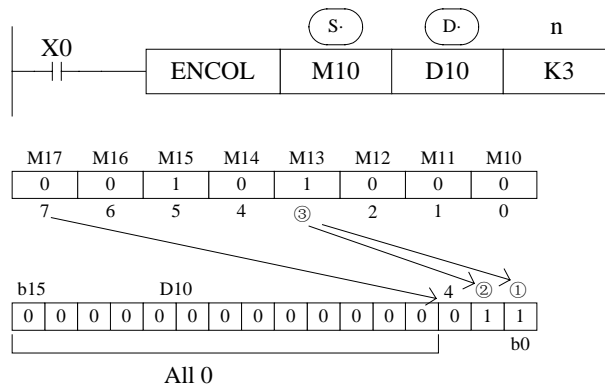 S· D· n
X0
ENCOL M10 D10 K3
M17 M16 M15 M14 M13 M12 M11 M10
0 0 1 0 1 0 0 0
7 6 5 4 ③ 2 1 0
b15 D10 4 ② ①
0 0 0 0 0 0 0 0 0 0 0 0 0 0 1 1
b0
All 0